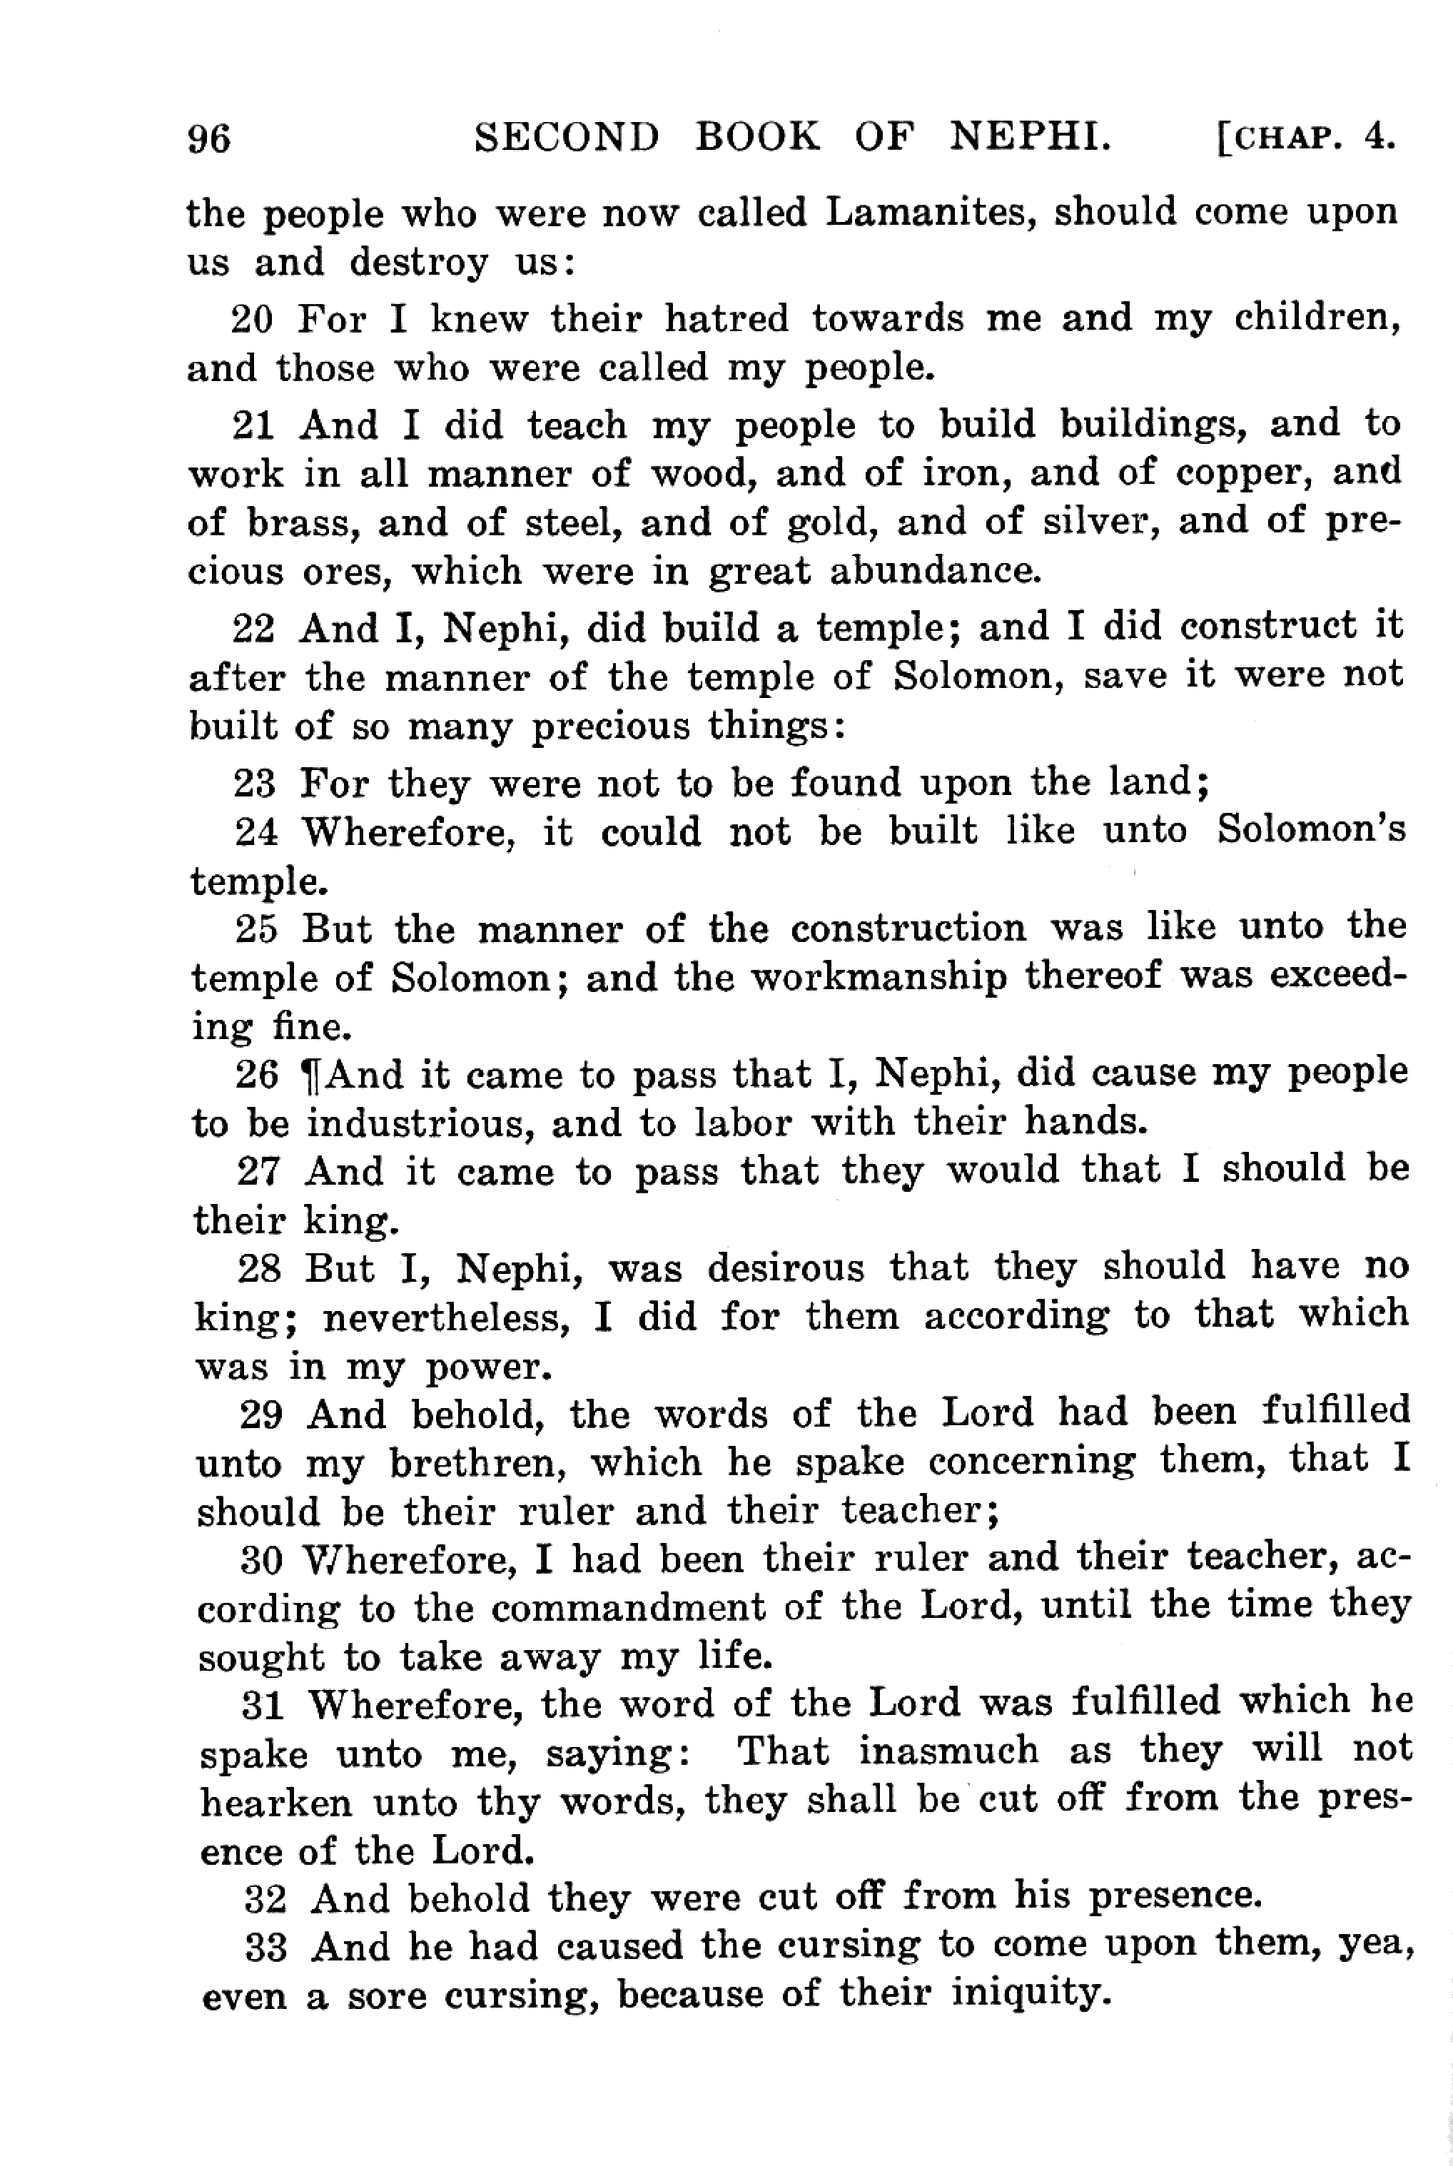 96 SECOND BOOK OF NEPHI. [CHAP. 4.
the people who were now called Lamanites, should come upon
us and destroy us:
20 For I knew their hatred towards me and my children,
and those who were called my people.
21 And I did teach my people to build buildings, and to
work in all manner of wood, and of iron, and of copper, and
of brass, and of steel, and of gold, and of silver, and of pre-
cious ores, which were in great abundance.
22 And I, Nephi, did build a temple; and I did construct it
after the manner of the temple of Solomon, save it were not
built of so many precious things:
23 For they were not to be found upon the land;
24 Wherefore, it could not be built like unto Solomon's
temple.
25 But the manner of the construction was like unto the
temple of Solomon; and the workmanship thereof was exceed-
ing fine.
26 ¶And it came to pass that I, Nephi, did cause my people
to be industrious, and to labor with their hands.
27 And it came to pass that they would that I should be
their king.
28 But I, Nephi, was desirous that they should have no
king; nevertheless, I did for them according to that which
was in my power.
29 And behold, the words of the Lord had been fulfilled
unto my brethren, which he spake concerning them, that I
should be their ruler and their teacher;
30 Wherefore, I had been their ruler and their teacher, ac-
cording to the commandment of the Lord, until the time they
sought to take away my life.
31 Wherefore, the word of the Lord was fulfilled which he
spake unto me, saying: That inasmuch as they will not
hearken unto thy words, they shall be cut off from the pres-
ence of the Lord.
32 And behold they were cut off from his presence.
33 And he had caused the cursing to come upon them, yea,
even a sore cursing, because of their iniquity.